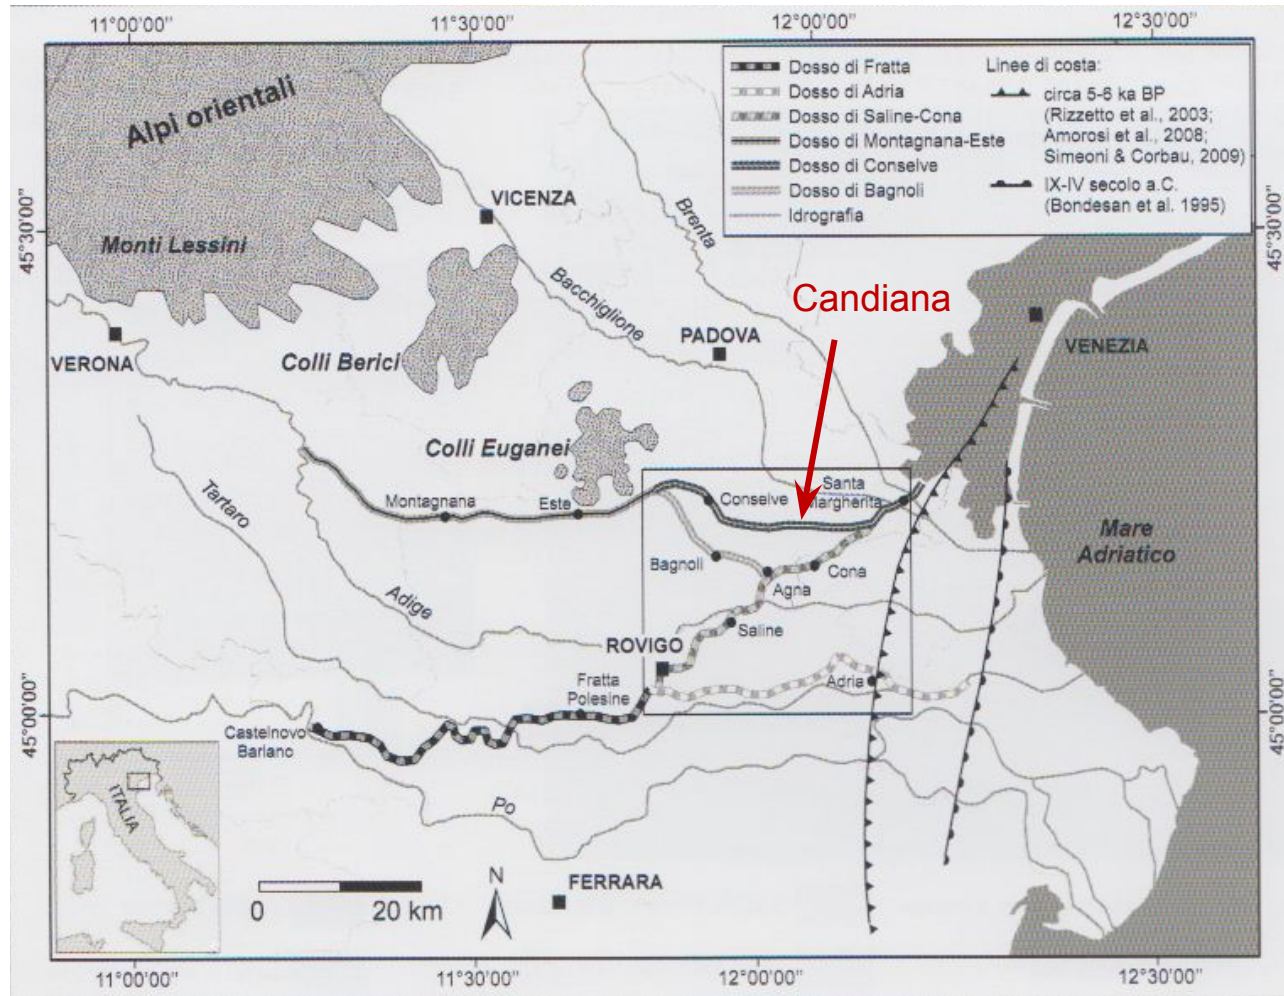 11°00'00" 11°30'00" 12°00'00" 12°30'00"
Dosso di Fratta
Dosso di Adria
Dosso di Saline-Cona
Dosso di Montagnana-Este
Dosso di Conselve
Dosso di Bagnoli
Idrografia
Linee di costa:
circa 5-6 ka BP
(Rizzetto et al., 2003;
Amorosi et al., 2008;
Simeoni & Corbau, 2009)
IX-IV secolo a.C.
(Bondesan et al. 1995)
Alpi orientali
VICENZA
Brenta
45°30'00"
45°30'00"
Monti Lessini
Bacchiglione
Candiana
PADOVA
VENEZIA
VERONA
Colli Berici
Colli Euganei
Tartaro
Montagnana
Este
Conselve
Santa
Margherita
Mare
Adriatico
Bagnoli
Cona
Agna
Adige
Saline
ROVIGO
Fratta
Polesine
Adria
45°00'00"
45°00'00"
Castelnovo
Bariano
ITALIA
Po
N
FERRARA
0 20 km
11°00'00" 11°30'00" 12°00'00" 12°30'00"